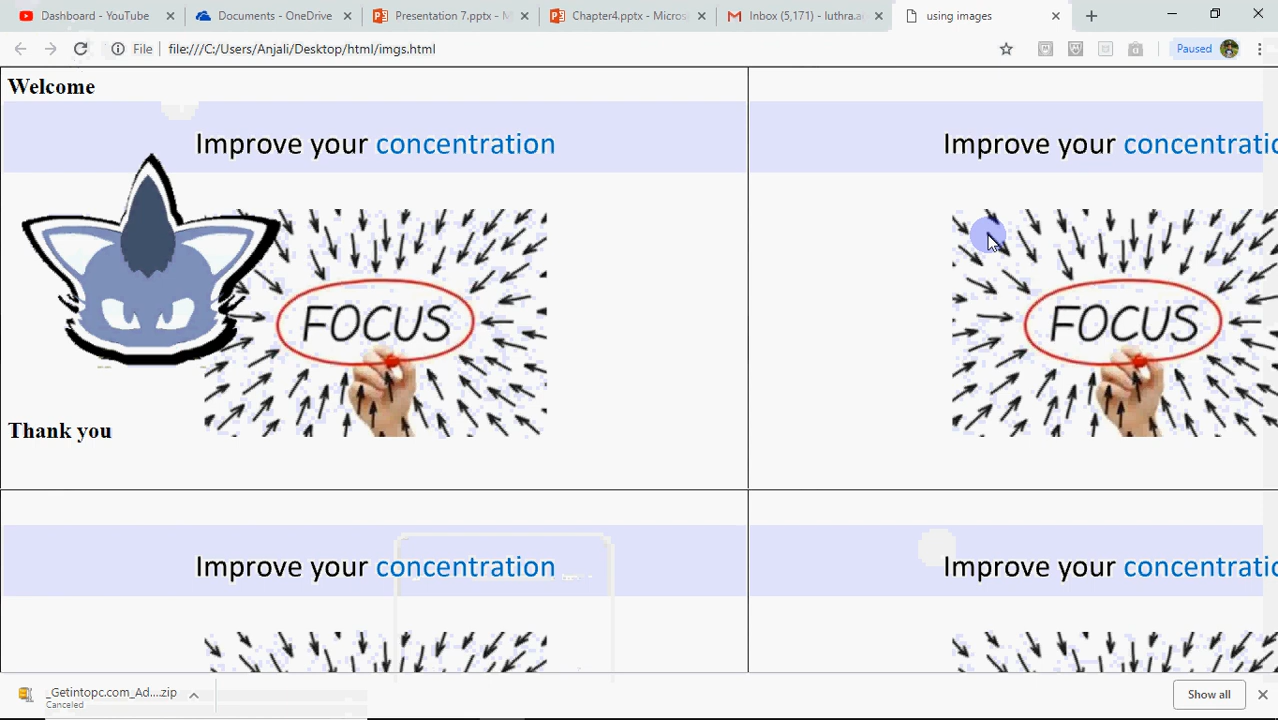 Dashboard - YouTube
Documents - OneDrive
Presentation 7.pptx - M
Chapter4.pptx - Micros
Inbox (5,171) - luthra.a
using images
File
file:///C:/Users/Anjali/Desktop/html/imgs.html
Paused
Welcome
Improve your concentration
Improve your concentratio
FOCUS
FOCUS
Thank you
Improve your concentration
Improve your concentratio
_Getintopc.com_Ad....zip
Canceled
Show all